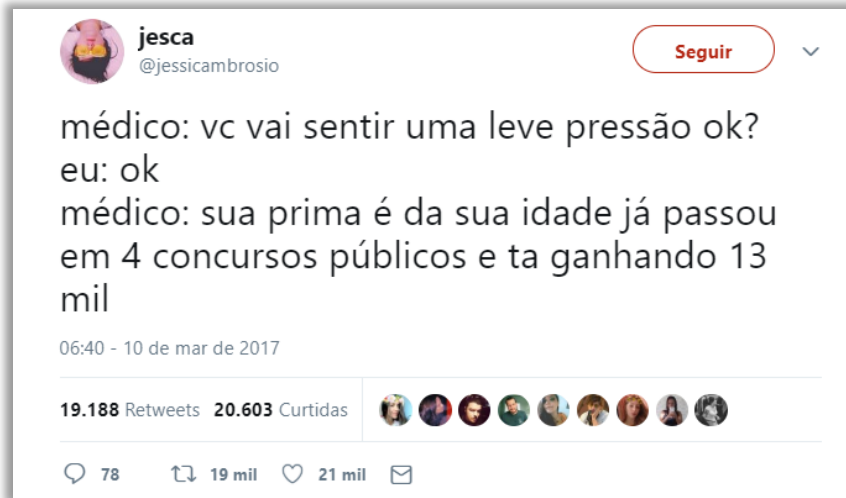 jesca
@jessicambrosio
Seguir
médico: vc vai sentir uma leve pressão ok?
eu: ok
médico: sua prima é da sua idade já passou
em 4 concursos públicos e ta ganhando 13
mil
06:40 - 10 de mar de 2017
19.188 Retweets 20.603 Curtidas
78 19 mil 21 mil